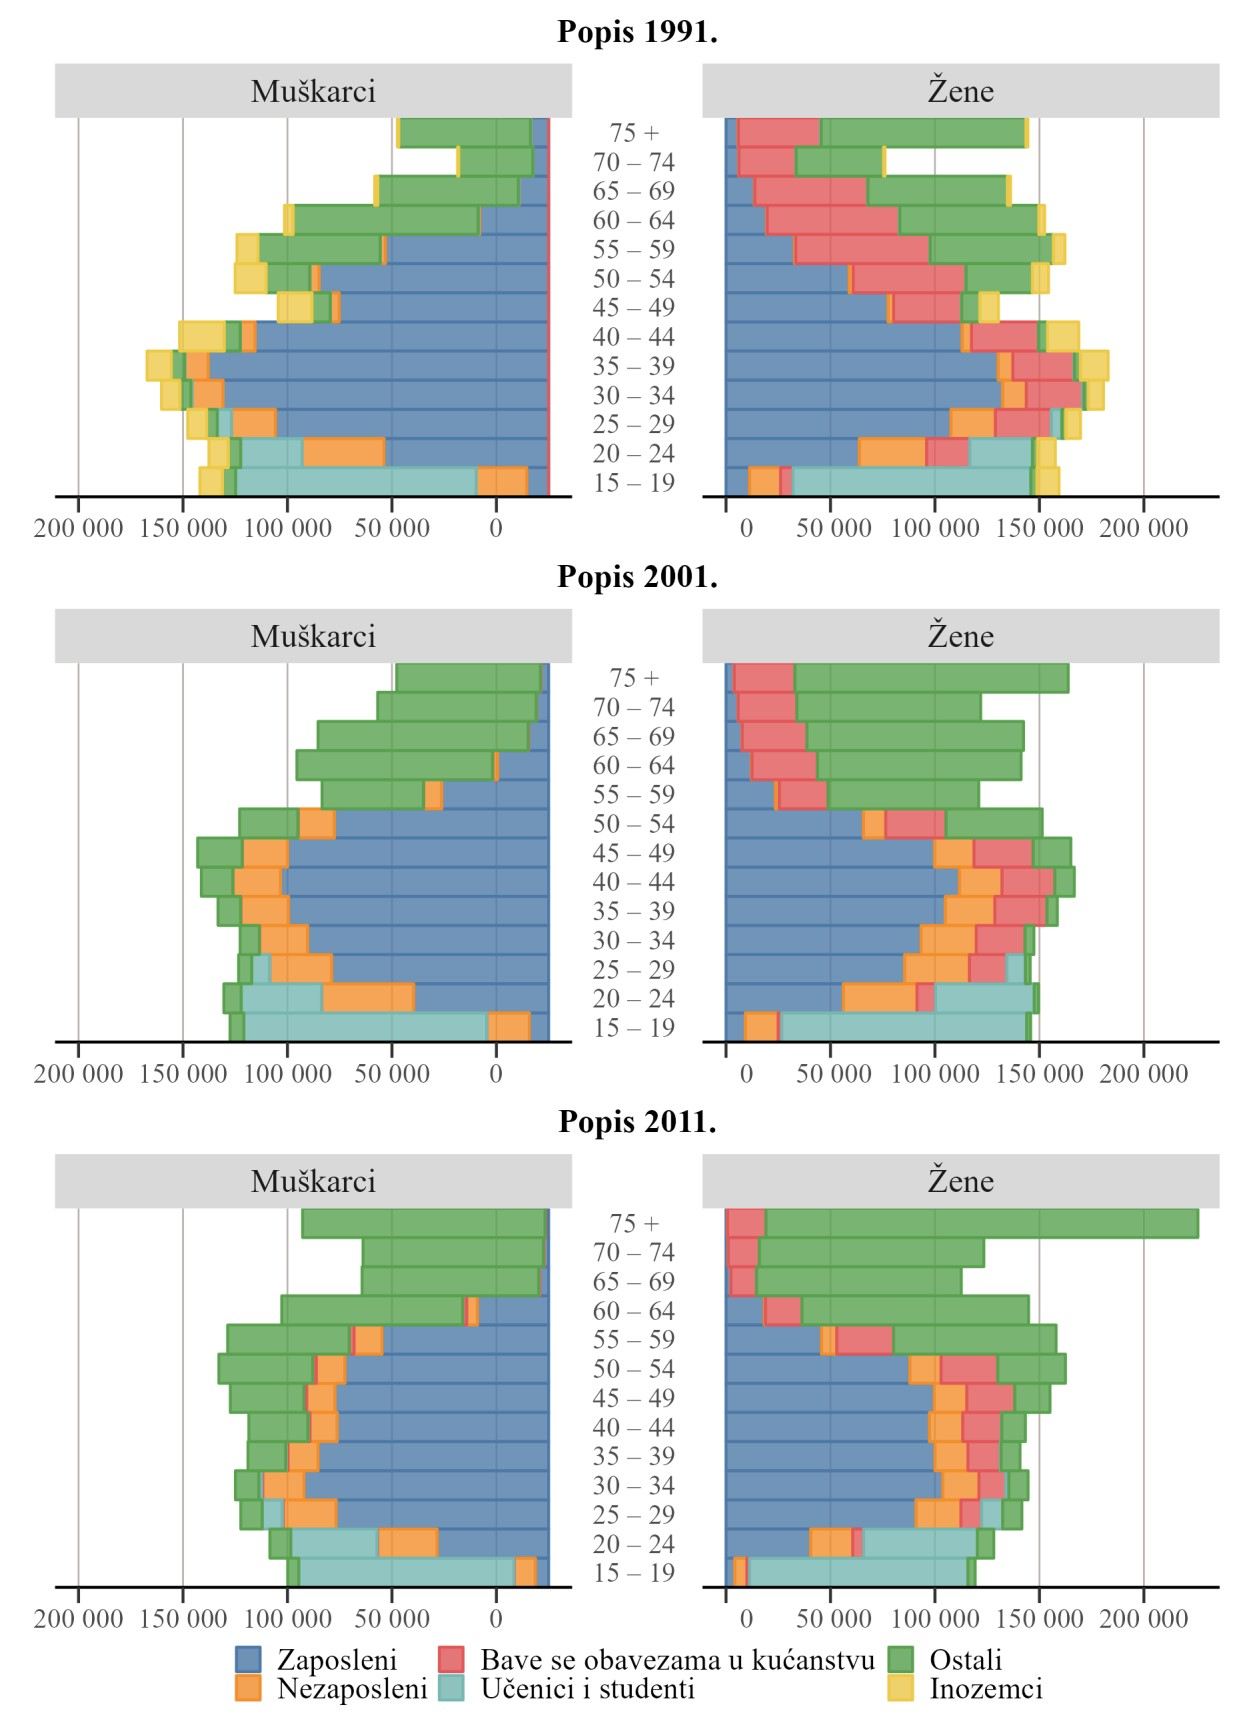 Popis 1991.
Muškarci Žene
75 +
70 – 74
65 – 69
60 – 64
55 – 59
50 – 54
45 – 49
40 – 44
35 – 39
30 – 34
25 – 29
20 – 24
15 – 19
200 000 150 000 100 000 50 000 0 0 50 000 100 000 150 000 200 000
Popis 2001.
Muškarci Žene
75 +
70 – 74
65 – 69
60 – 64
55 – 59
50 – 54
45 – 49
40 – 44
35 – 39
30 – 34
25 – 29
20 – 24
15 – 19
200 000 150 000 100 000 50 000 0 0 50 000 100 000 150 000 200 000
Popis 2011.
Muškarci Žene
75 +
70 – 74
65 – 69
60 – 64
55 – 59
50 – 54
45 – 49
40 – 44
35 – 39
30 – 34
25 – 29
20 – 24
15 – 19
200 000 150 000 100 000 50 000 0 0 50 000 100 000 150 000 200 000
Zaposleni Bave se obavezama u kućanstvu Ostali
Nezaposleni Učenici i studenti Inozemci